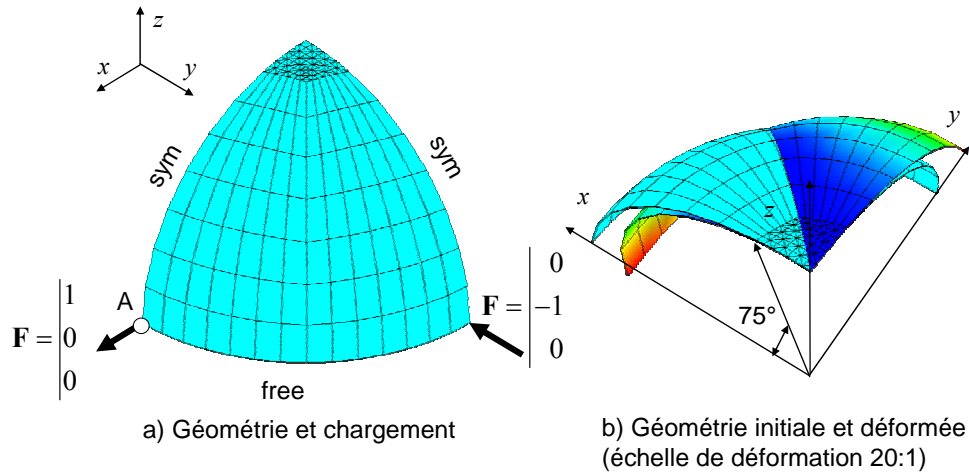 z
x
y
sym
sym
A
F = | 1 0 0
F = | 0 −1 0
free
a) Géométrie et chargement
y
x
z
75°
b) Géométrie initiale et déformée
(échelle de déformation 20:1)